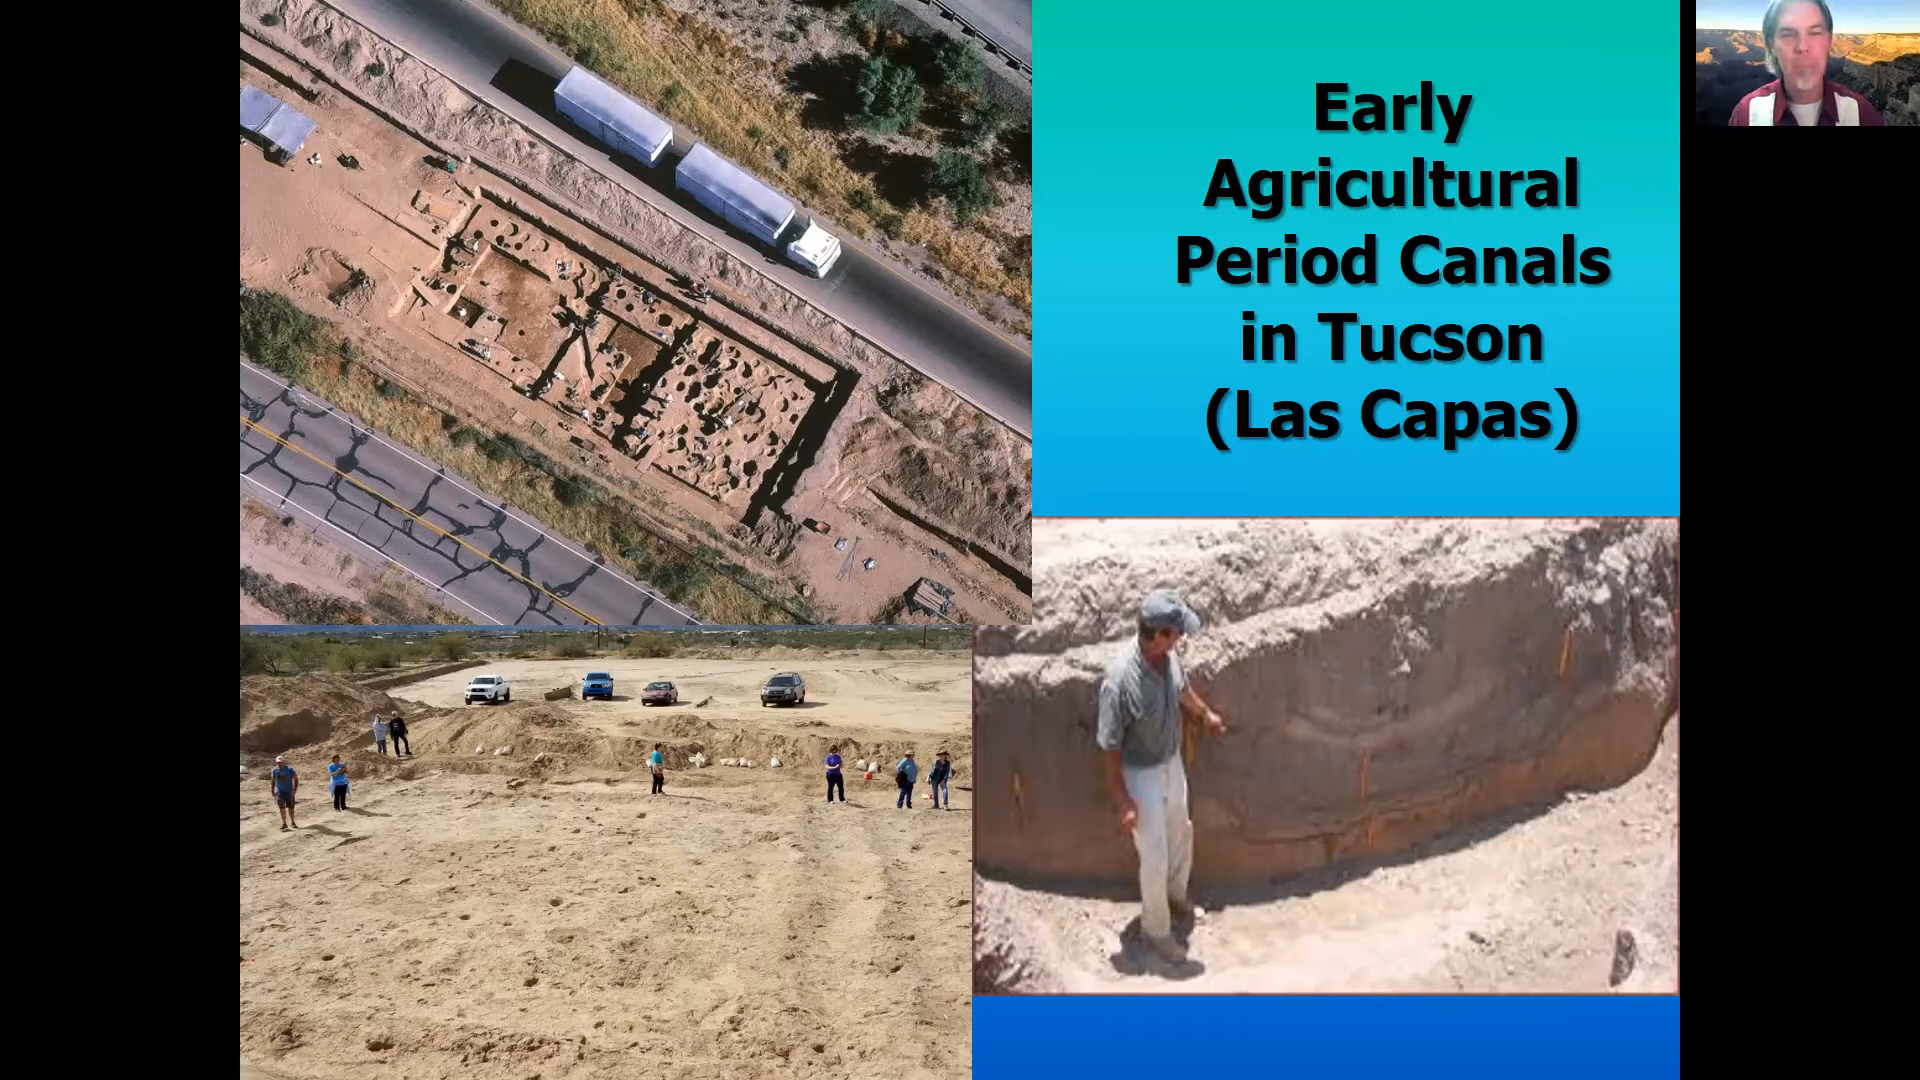 Early
Agricultural
Period Canals
in Tucson
(Las Capas)